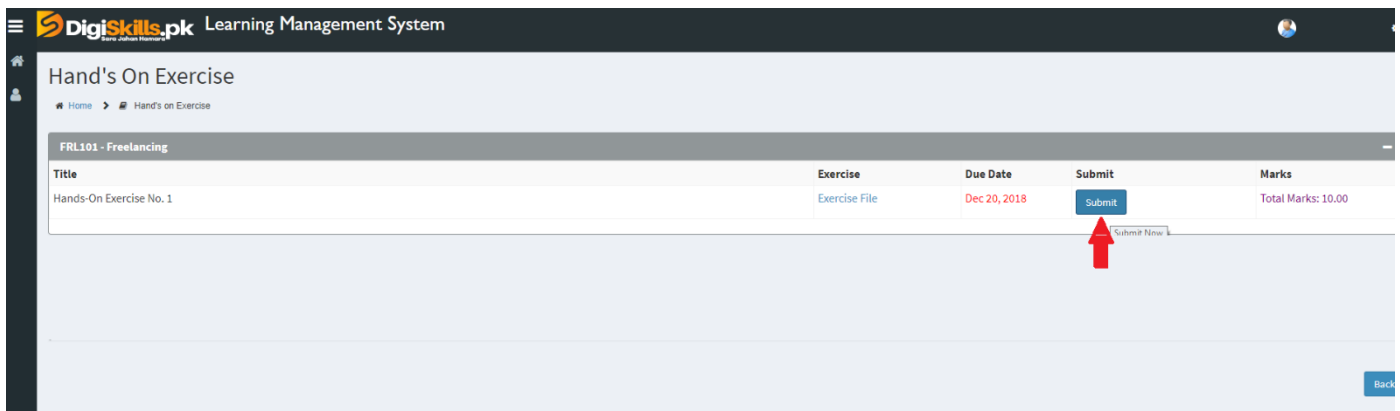 DigiSkills.pk Learning Management System
Sara Jahan Hamara
Hand's On Exercise
Home > Hand's on Exercise
FRL101 - Freelancing
Title Exercise Due Date Submit Marks
Hands-On Exercise No. 1 Exercise File Dec 20, 2018 Submit Total Marks: 10.00
Submit Now
Back